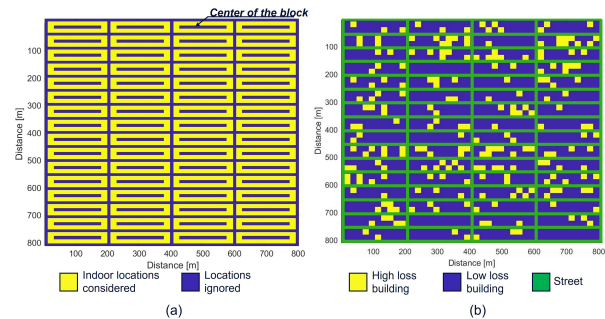 Center of the block
100
200
300
400
500
600
700
800
Distance [m]
100 200 300 400 500 600 700 800
Distance [m]
Indoor locations considered
Locations ignored
(a)
100
200
300
400
500
600
700
800
Distance [m]
100 200 300 400 500 600 700 800
Distance [m]
High loss building
Low loss building
Street
(b)